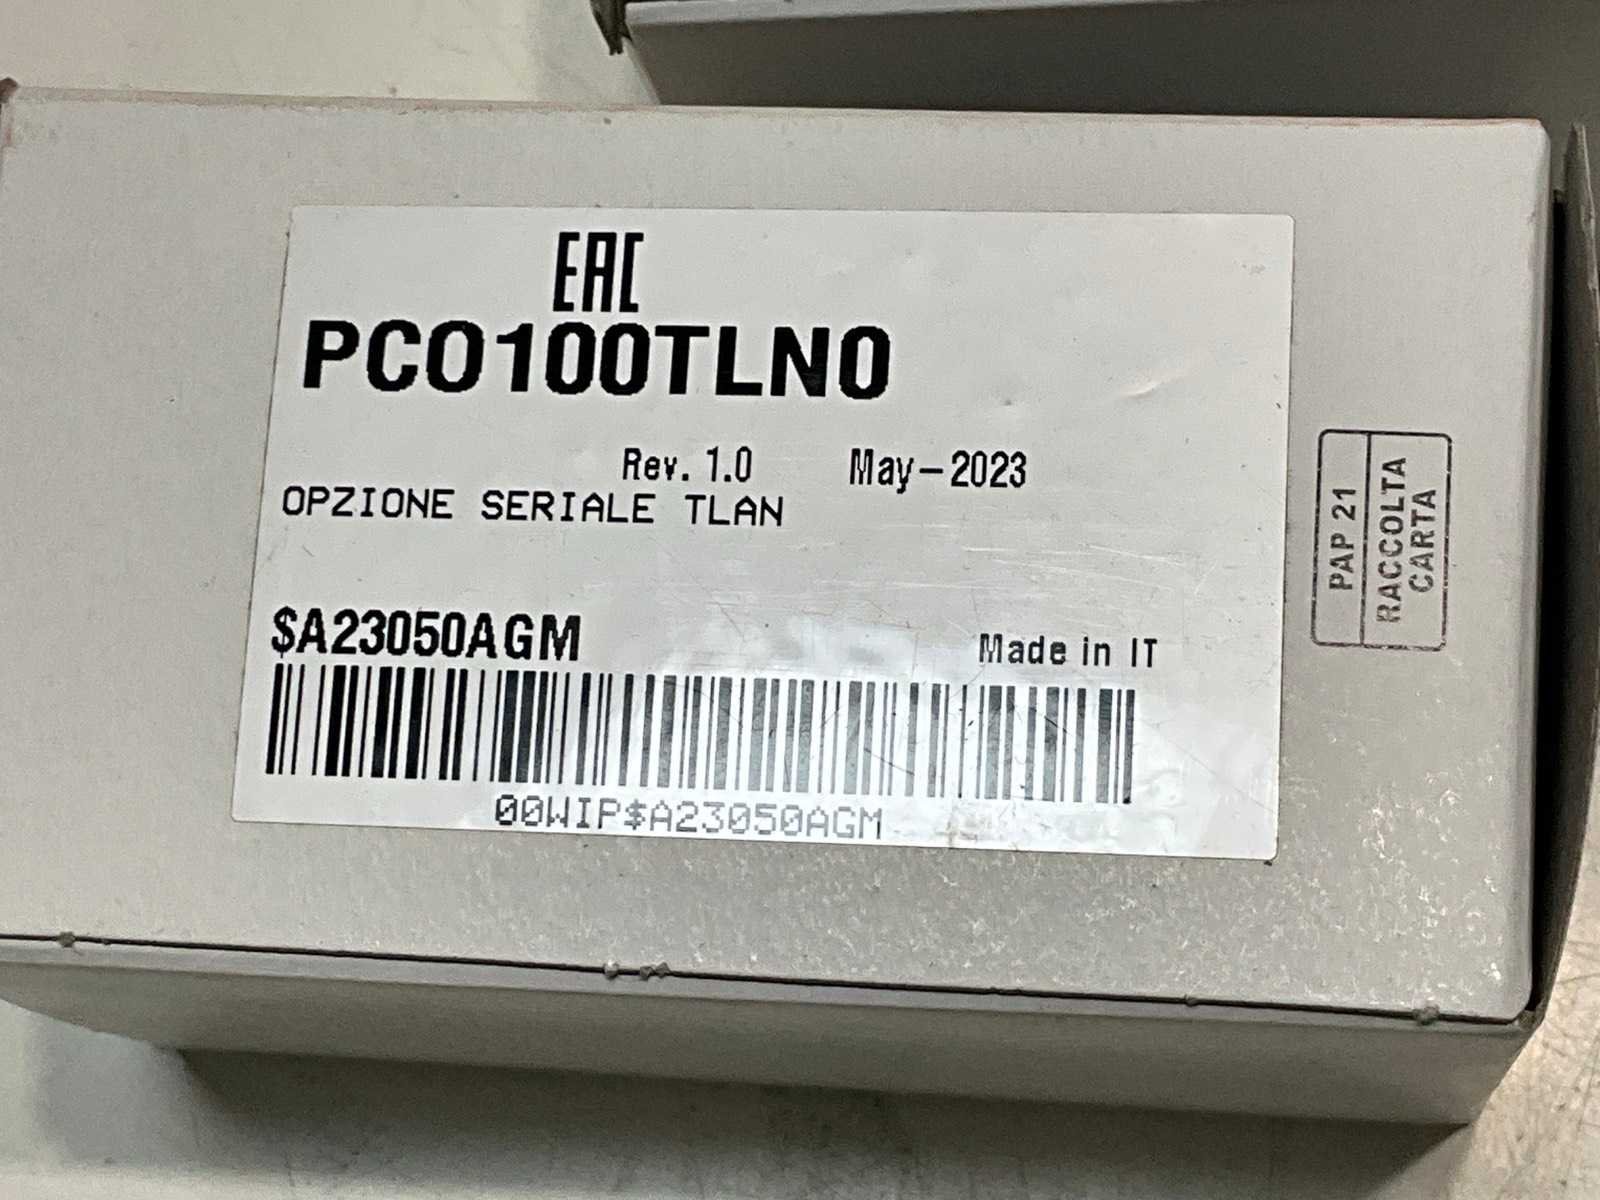 EAC
PCO100TLN0
Rev. 1.0 May-2023
OPZIONE SERIALE TLAN
$A23050AGM
Made in IT
00WIP$A23050AGM
PAP 21
RACCOLTA
CARTA